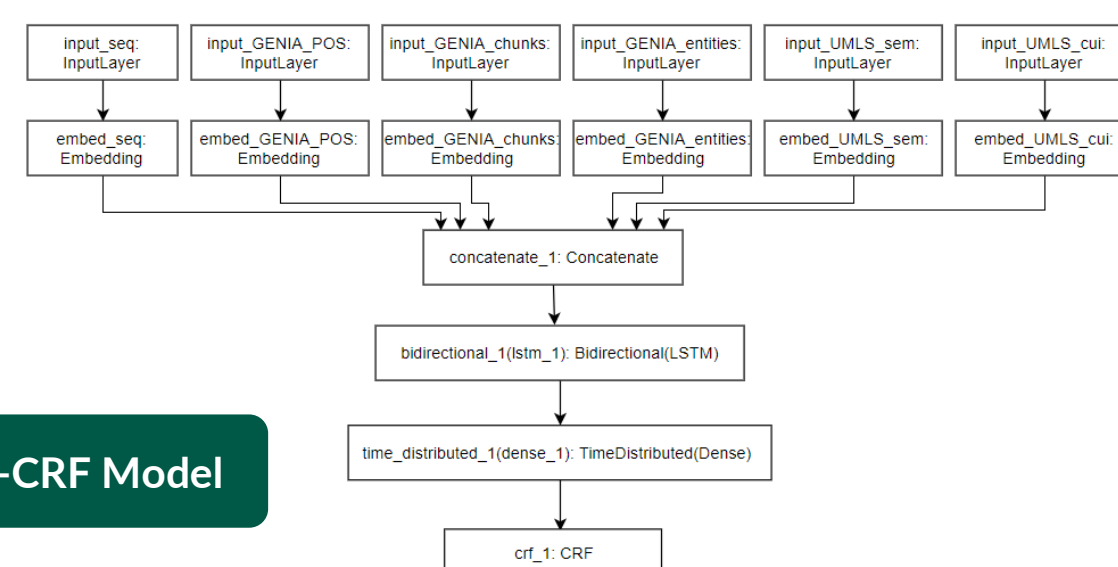 input_seq:
InputLayer
input_GENIA_POS:
InputLayer
input_GENIA_chunks:
InputLayer
input_GENIA_entities:
InputLayer
input_UMLS_sem:
InputLayer
input_UMLS_cui:
InputLayer
embed_seq:
Embedding
embed_GENIA_POS:
Embedding
embed_GENIA_chunks:
Embedding
embed_GENIA_entities:
Embedding
embed_UMLS_sem:
Embedding
embed_UMLS_cui:
Embedding
concatenate_1: Concatenate
bidirectional_1(lstm_1): Bidirectional(LSTM)
time_distributed_1(dense_1): TimeDistributed(Dense)
-CRF Model
crf_1: CRF